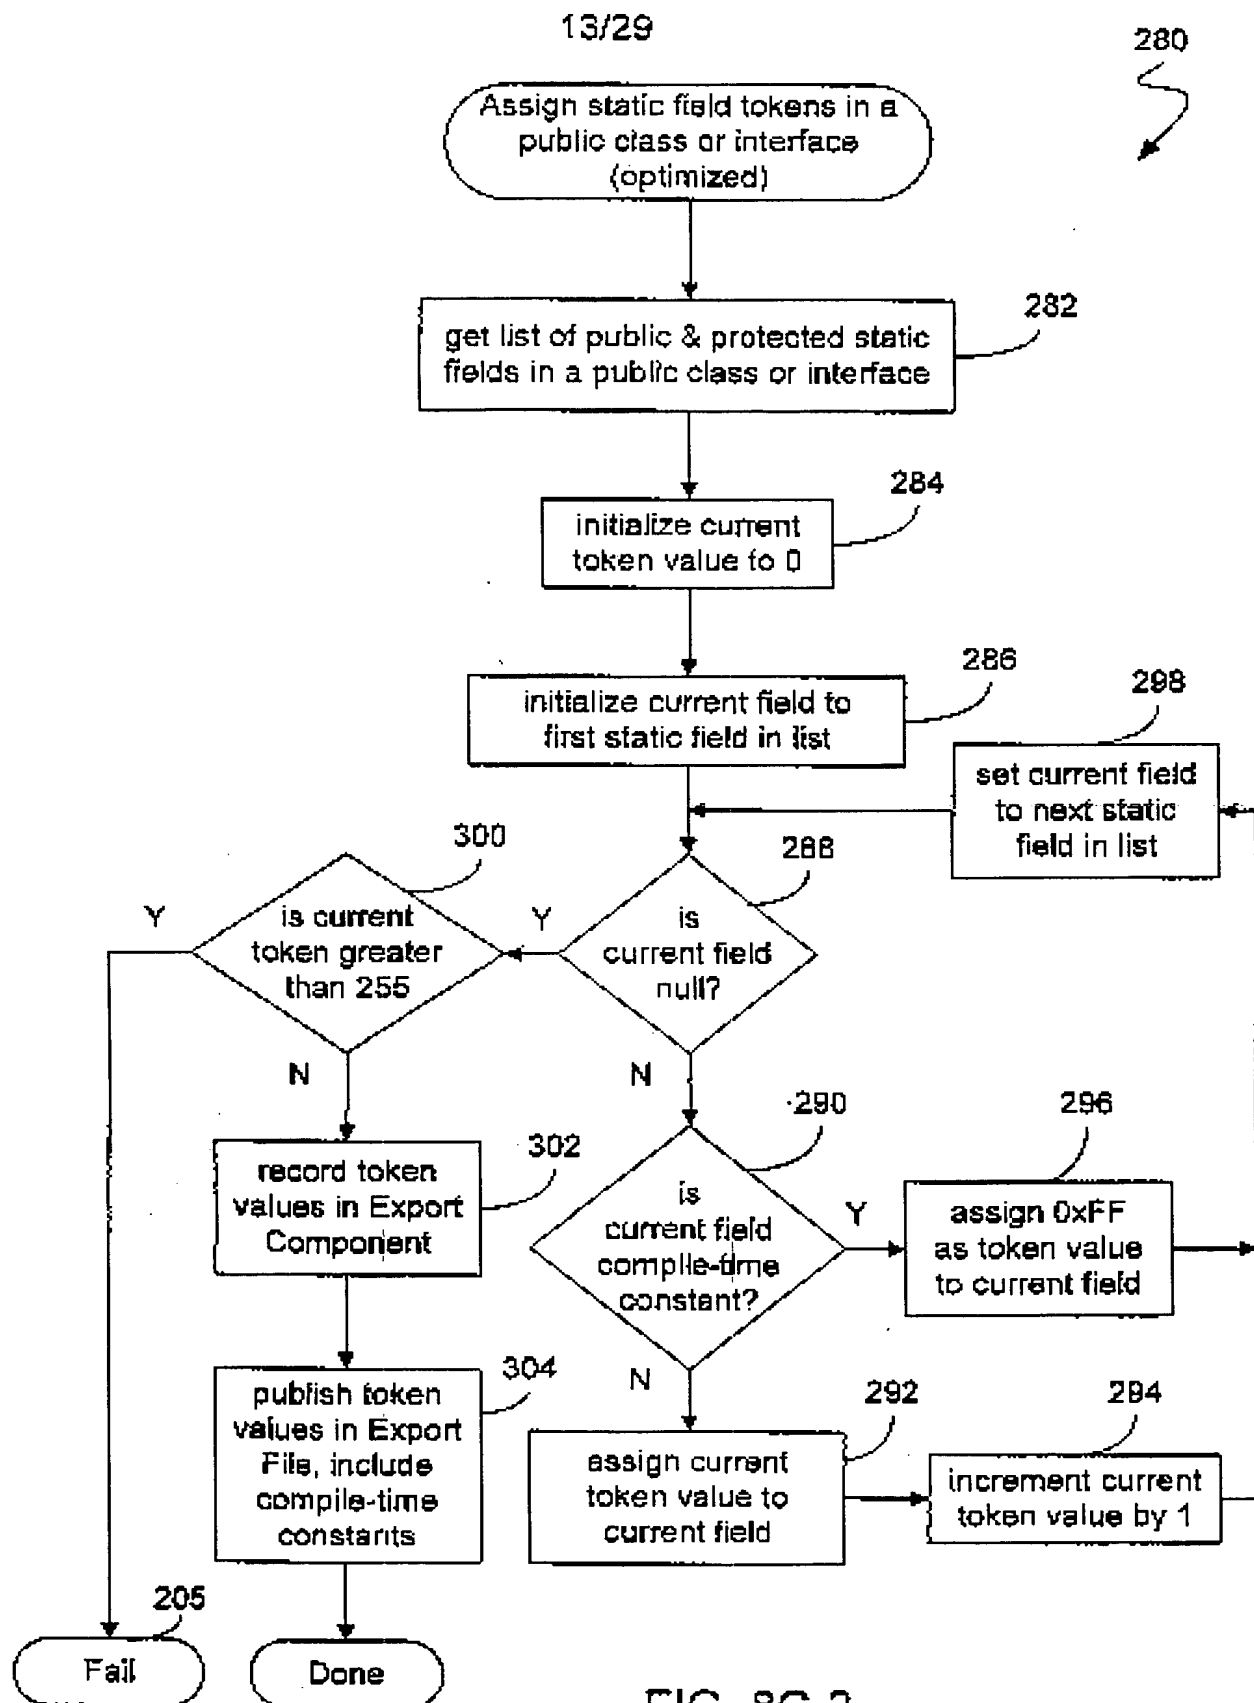 13/29
280
Assign static field tokens in a
public class or interface
(optimized)
282
get list of public & protected static
fields in a public class or interface
284
initialize current
token value to 0
286
initialize current field to
first static field in list
298
set current field
to next static
field in list
300
288
Y
is current
token greater
than 255
Y
is
current field
null?
N
N
290
296
302
record token
values in Export
Component
is
current field
compile-time
constant?
Y
assign 0xFF
as token value
to current field
304
N
292
294
publish token
values in Export
File, include
compile-time
constants
assign current
token value to
current field
increment current
token value by 1
205
Fail
Done
FIG. 8C-2